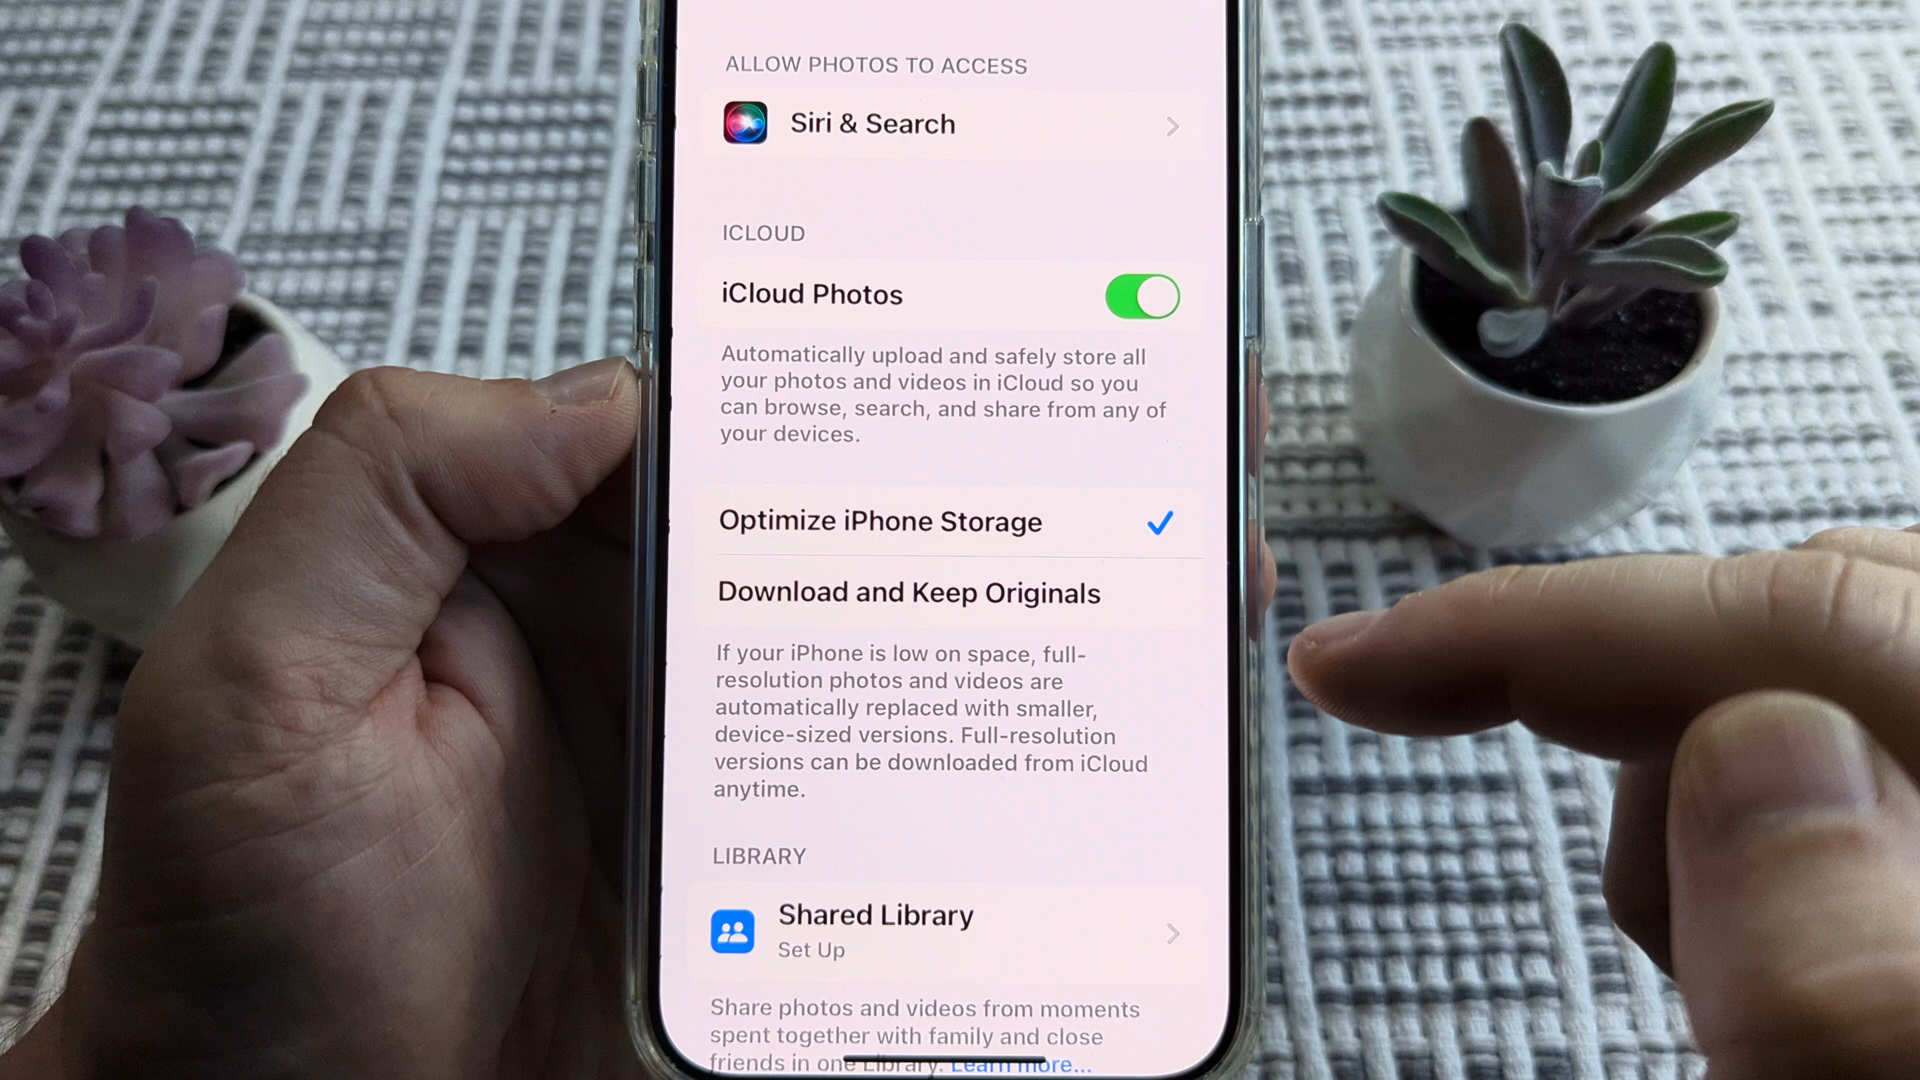 ALLOW PHOTOS TO ACCESS
Siri & Search
ICLOUD
iCloud Photos
Automatically upload and safely store all
your photos and videos in iCloud so you
can browse, search, and share from any of
your devices.
Optimize iPhone Storage
Download and Keep Originals
If your iPhone is low on space, full-
resolution photos and videos are
automatically replaced with smaller,
device-sized versions. Full-resolution
versions can be downloaded from iCloud
anytime.
LIBRARY
Shared Library
Set Up
Share photos and videos from moments
spent together with family and close
friends in one Library. Learn more...